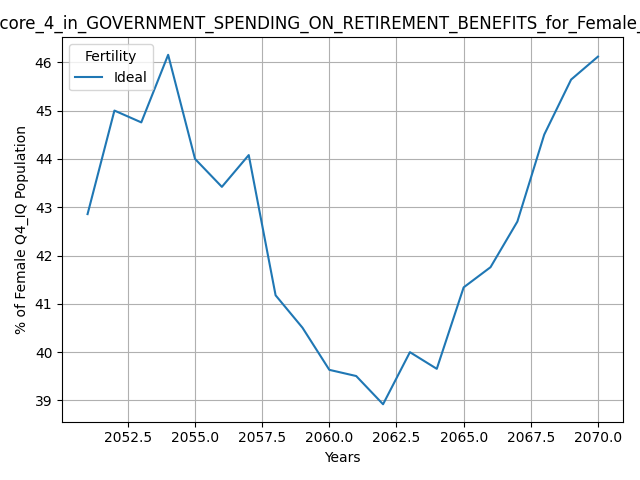 core_4_in_GOVERNMENT_SPENDING_ON_RETIREMENT_BENEFITS_for_Female_
Fertility
Ideal
% of Female Q4_IQ Population
46
45
44
43
42
41
40
39
2052.5 2055.0 2057.5 2060.0 2062.5 2065.0 2067.5 2070.0
Years